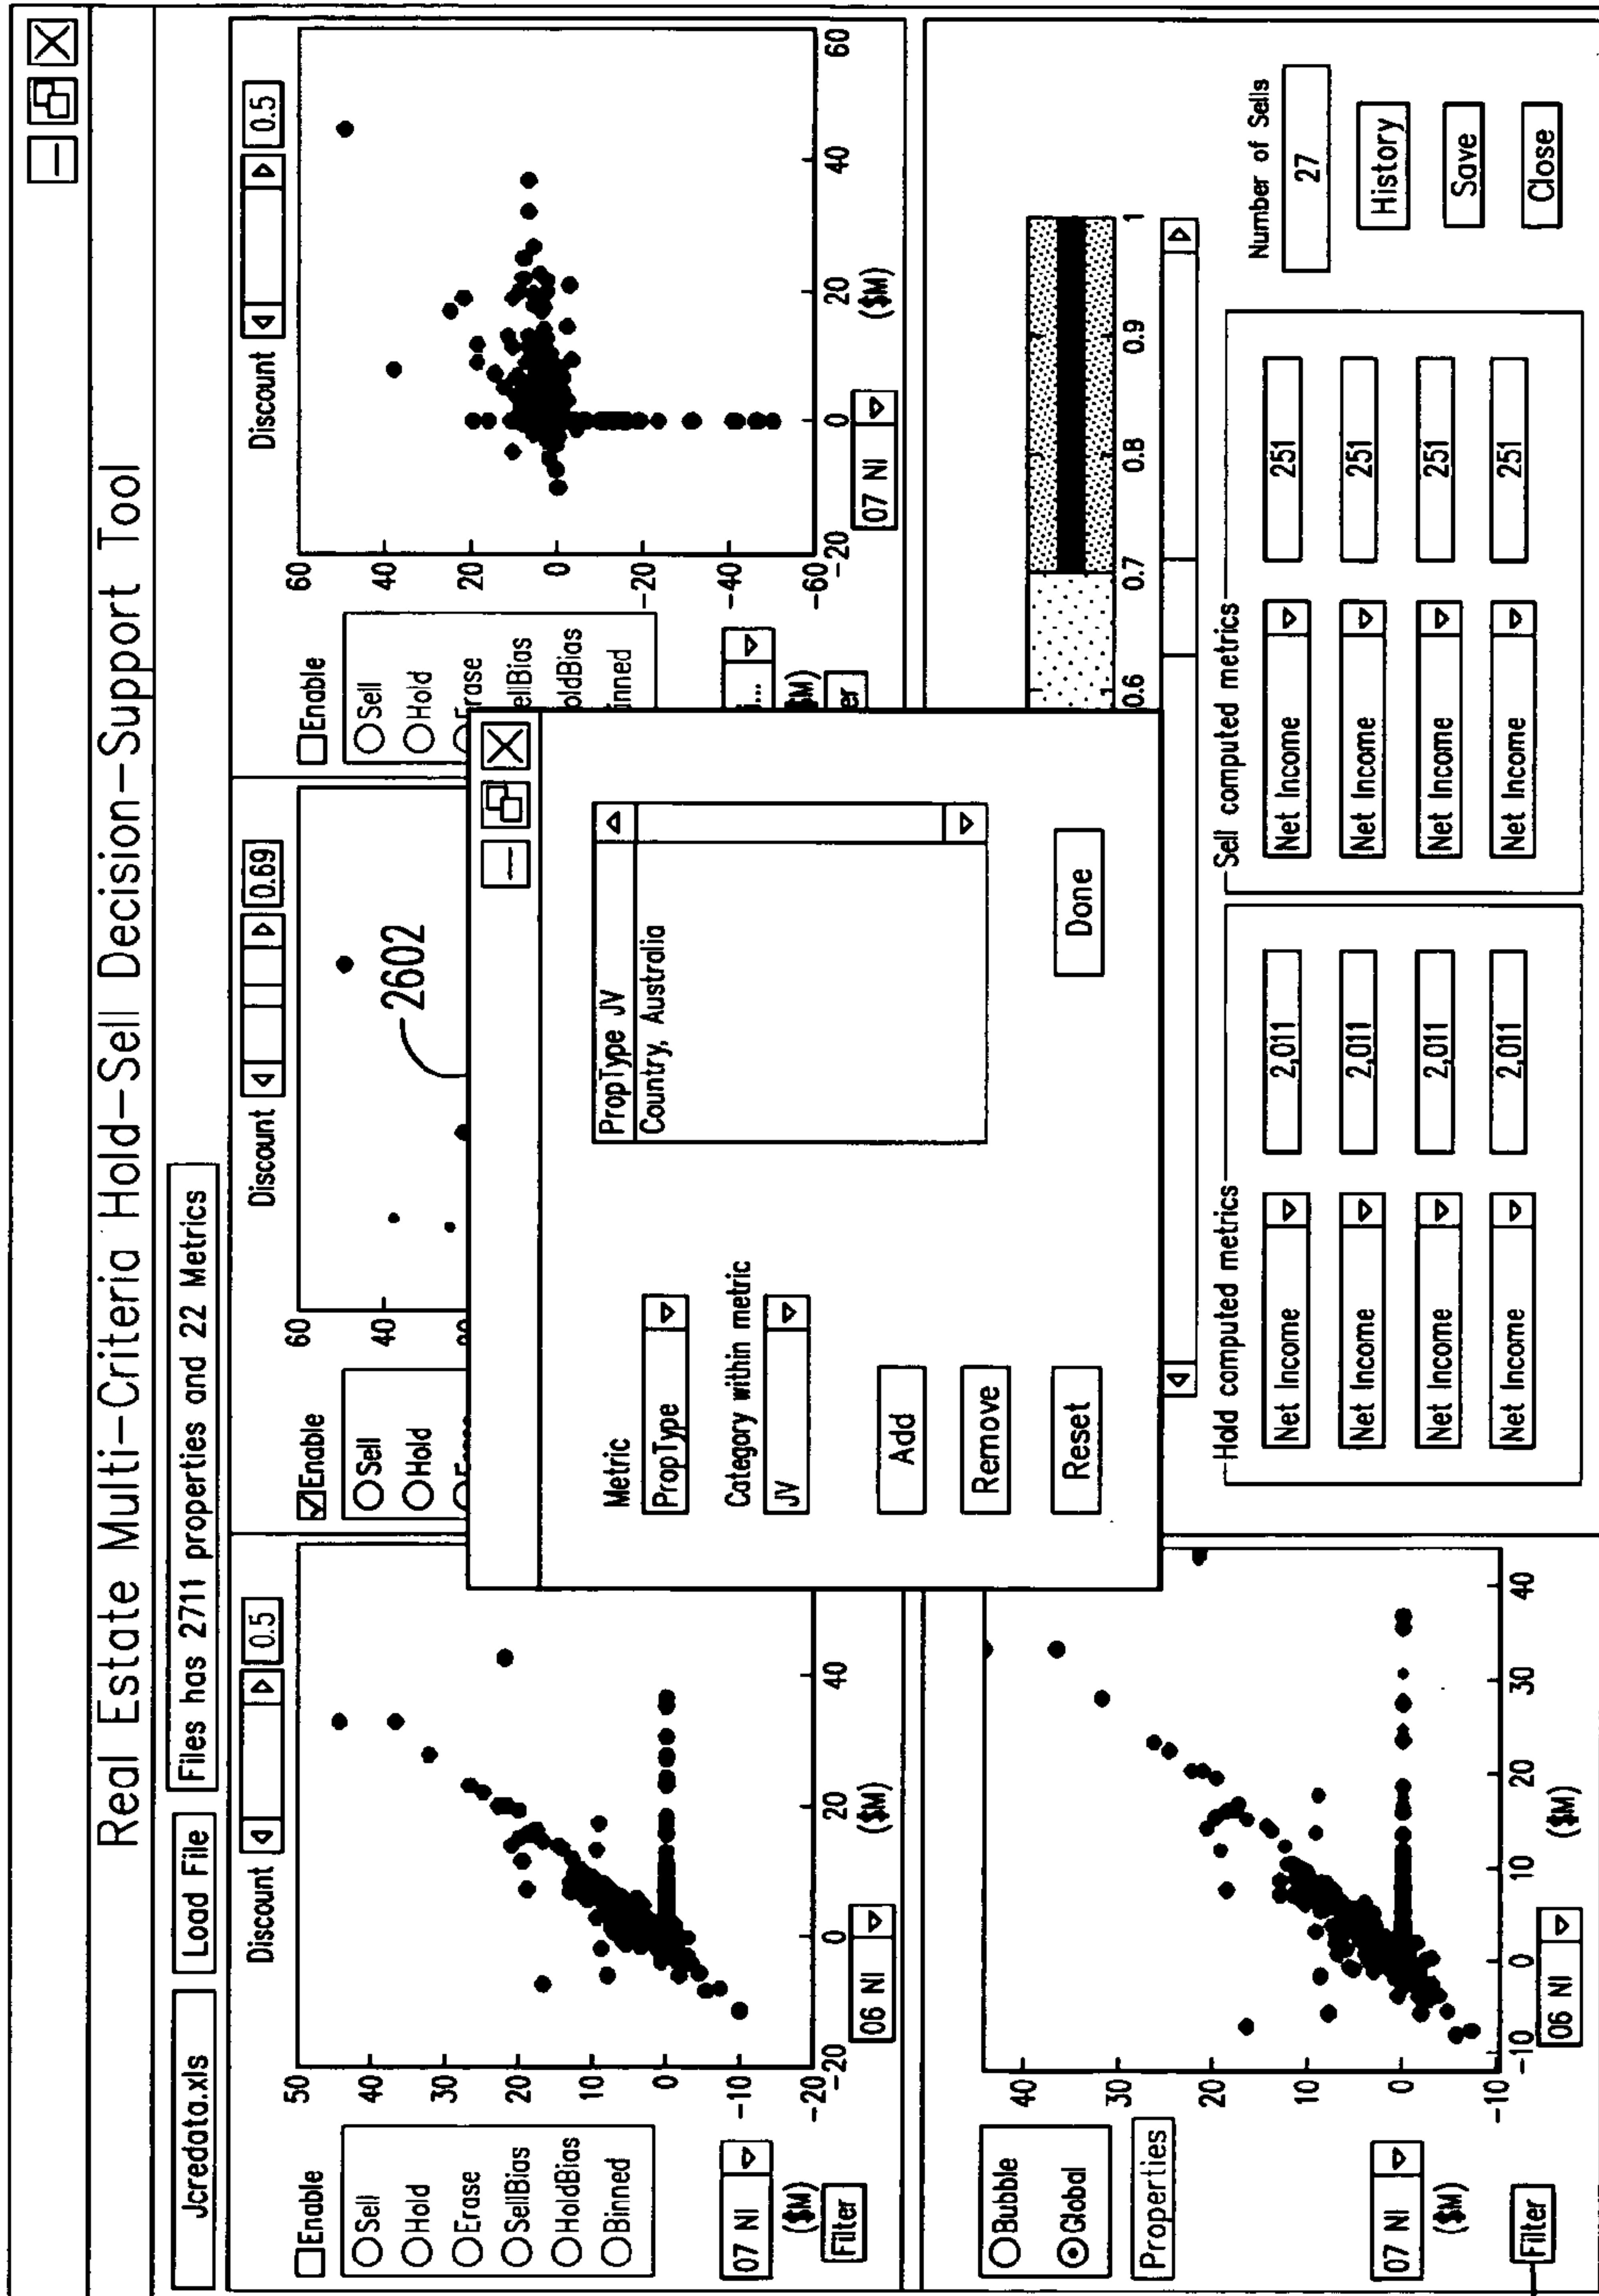 Real Estate Multi-Criteria Hold-Sell Decision-Support Tool
Jcredata.xls Load File Files has 2711 properties and 22 Metrics
Enable
Discount 0.5
Sell
Hold
Erase
SellBias
HoldBias
Binned
07 NI
($M)
Filter
50
40
30
20
10
0
-10
-20
-20 0 20 40
06 NI ($M)
Enable
Discount 0.69
Sell
Hold
60
40
2602
Enable
Discount 0.5
Sell
Hold
rase
ellBias
oldBias
inned
er
60
40
20
0
-20
-40
-60
-20 0 20 40 60
07 NI ($M)
Metric
PropType
Category within metric
JV
Add
Remove
Reset
PropType JV
Country, Australia
Done
Bubble
Global
Properties
07 NI
($M)
Filter
40
30
20
10
0
-10
-10 0 10 20 30 40
06 NI ($M)
0.6 0.7 0.8 0.9 1
Hold computed metrics
Net Income 2,011
Net Income 2,011
Net Income 2,011
Net Income 2,011
Sell computed metrics
Net Income 251
Net Income 251
Net Income 251
Net Income 251
Number of Sells
27
History
Save
Close